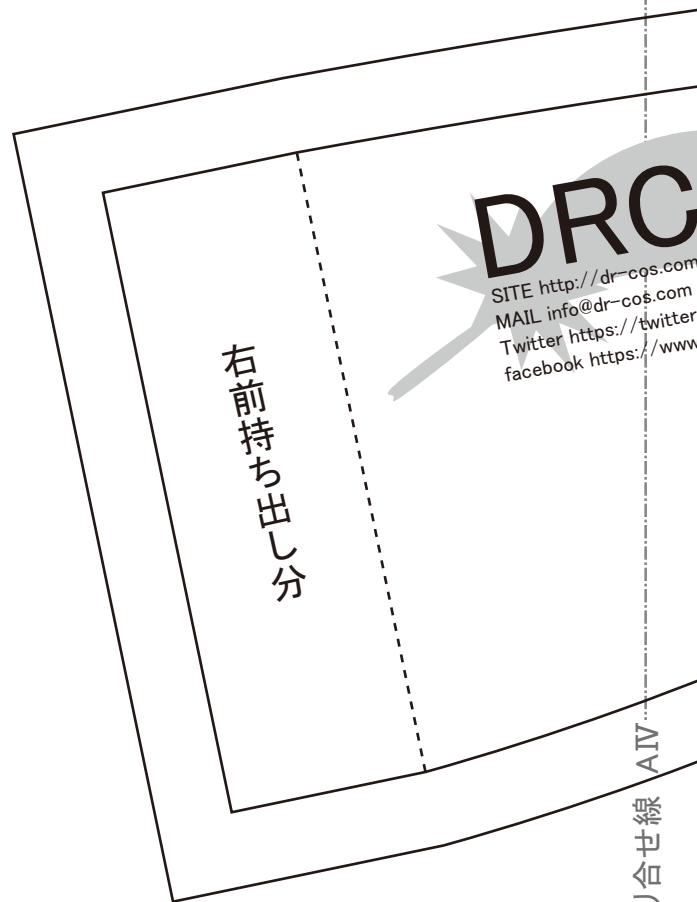 DRC
SITE http://dr-cos.com
MAIL info@dr-cos.com
Twitter https://twitter
facebook https://www
右前持ち出し分
合せ線 AⅣ